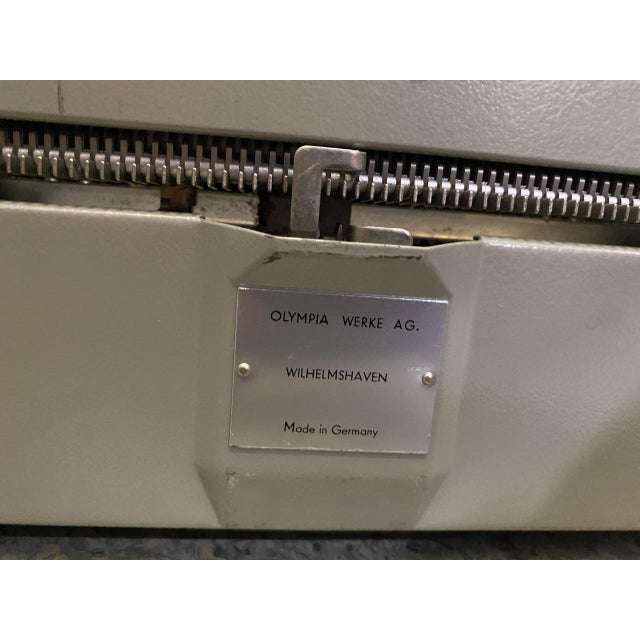 OLYMPIA WERKE AG.
WILHELMSHAVEN
Made in Germany